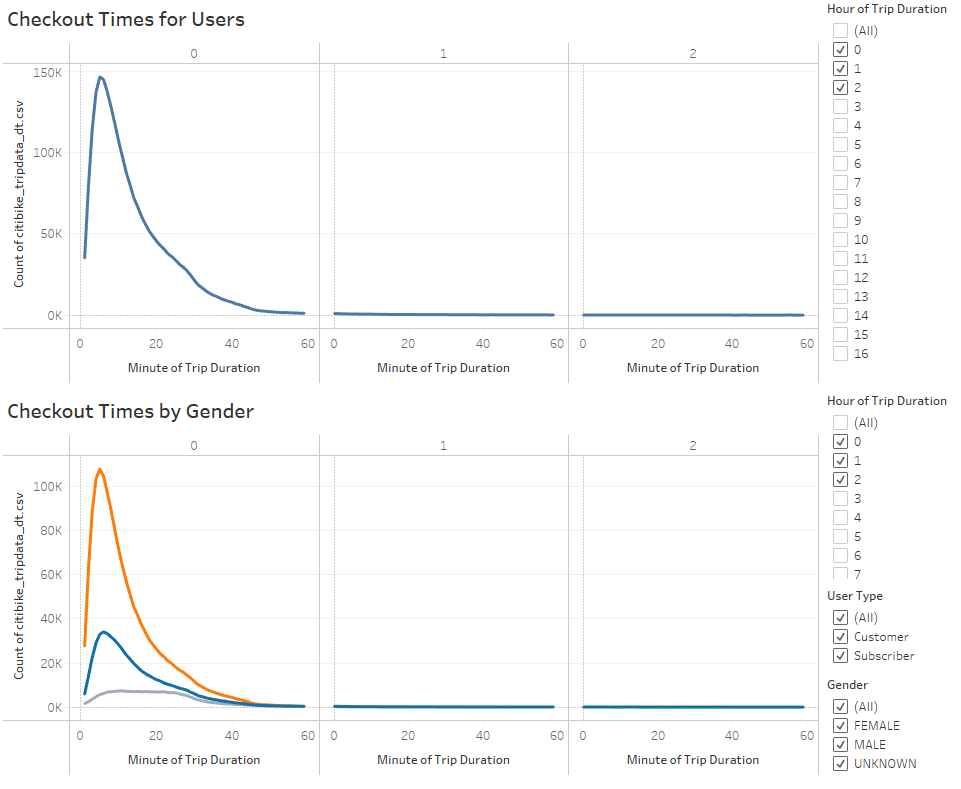 Checkout Times for Users
0 1 2
Count of citibike_tripdata_dt.csv
150K
100K
50K
0K
0 20 40 60 0 20 40 60 0 20 40 60
Minute of Trip Duration Minute of Trip Duration Minute of Trip Duration
Hour of Trip Duration
(All)
0
1
2
3
4
5
6
7
8
9
10
11
12
13
14
15
16
Checkout Times by Gender
0 1 2
Count of citibike_tripdata_dt.csv
100K
80K
60K
40K
20K
0K
0 20 40 60 0 20 40 60 0 20 40 60
Minute of Trip Duration Minute of Trip Duration Minute of Trip Duration
Hour of Trip Duration
(All)
0
1
2
3
4
5
6
7
User Type
(All)
Customer
Subscriber
Gender
(All)
FEMALE
MALE
UNKNOWN